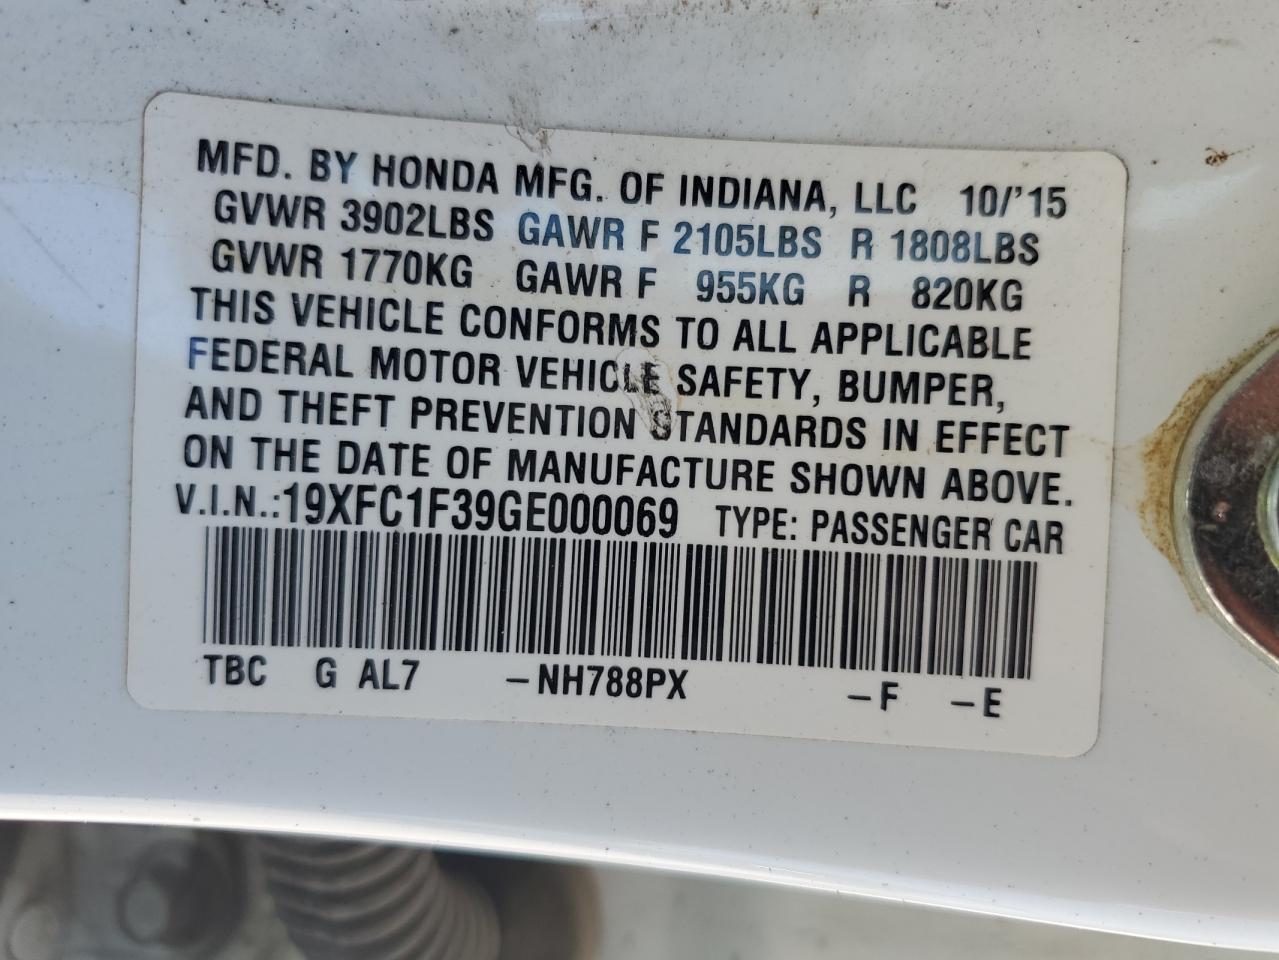 MFD. BY HONDA MFG. OF INDIANA, LLC 10/'15
GVWR 3902LBS GAWR F 2105LBS R 1808LBS
GVWR 1770KG GAWR F 955KG R 820KG
THIS VEHICLE CONFORMS TO ALL APPLICABLE
FEDERAL MOTOR VEHICLE SAFETY, BUMPER,
AND THEFT PREVENTION STANDARDS IN EFFECT
ON THE DATE OF MANUFACTURE SHOWN ABOVE.
V.I.N.:19XFC1F39GE000069 TYPE: PASSENGER CAR
TBC G AL7 –NH788PX –F –E